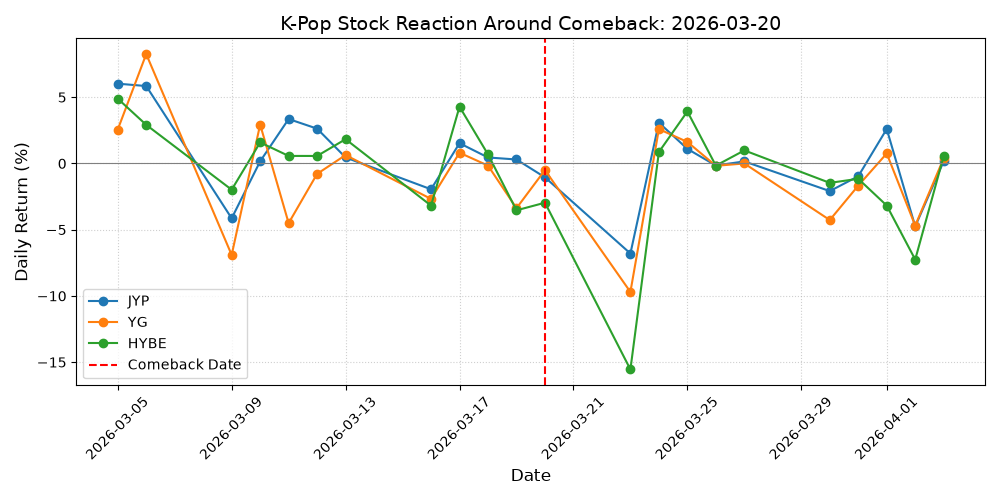 K-Pop Stock Reaction Around Comeback: 2026-03-20
Daily Return (%)
5
0
−5
−10
−15
JYP
YG
HYBE
Comeback Date
2026-03-05
2026-03-09
2026-03-13
2026-03-17
2026-03-21
2026-03-25
2026-03-29
2026-04-01
Date